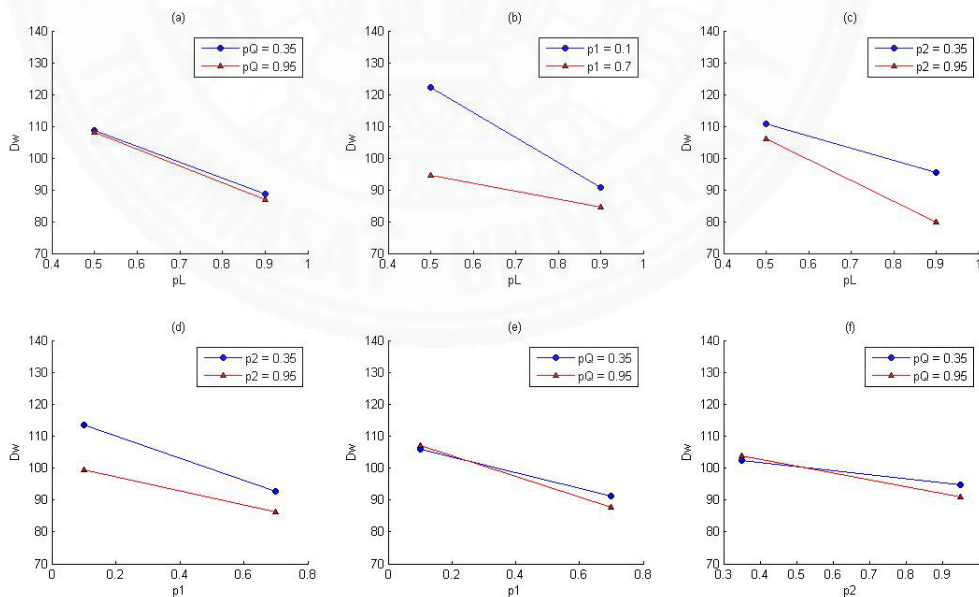 (a)
140
130
120
110
100
90
80
70
Dw
0.4 0.5 0.6 0.7 0.8 0.9 1
pL
pQ = 0.35
pQ = 0.95
(b)
140
130
120
110
100
90
80
70
Dw
0.4 0.5 0.6 0.7 0.8 0.9 1
pL
p1 = 0.1
p1 = 0.7
(c)
140
130
120
110
100
90
80
70
Dw
0.4 0.5 0.6 0.7 0.8 0.9 1
pL
p2 = 0.35
p2 = 0.95
(d)
140
130
120
110
100
90
80
70
Dw
0 0.2 0.4 0.6 0.8
p1
p2 = 0.35
p2 = 0.95
(e)
140
130
120
110
100
90
80
70
Dw
0 0.2 0.4 0.6 0.8
p1
pQ = 0.35
pQ = 0.95
(f)
140
130
120
110
100
90
80
70
Dw
0.3 0.4 0.5 0.6 0.7 0.8 0.9
p2
pQ = 0.35
pQ = 0.95